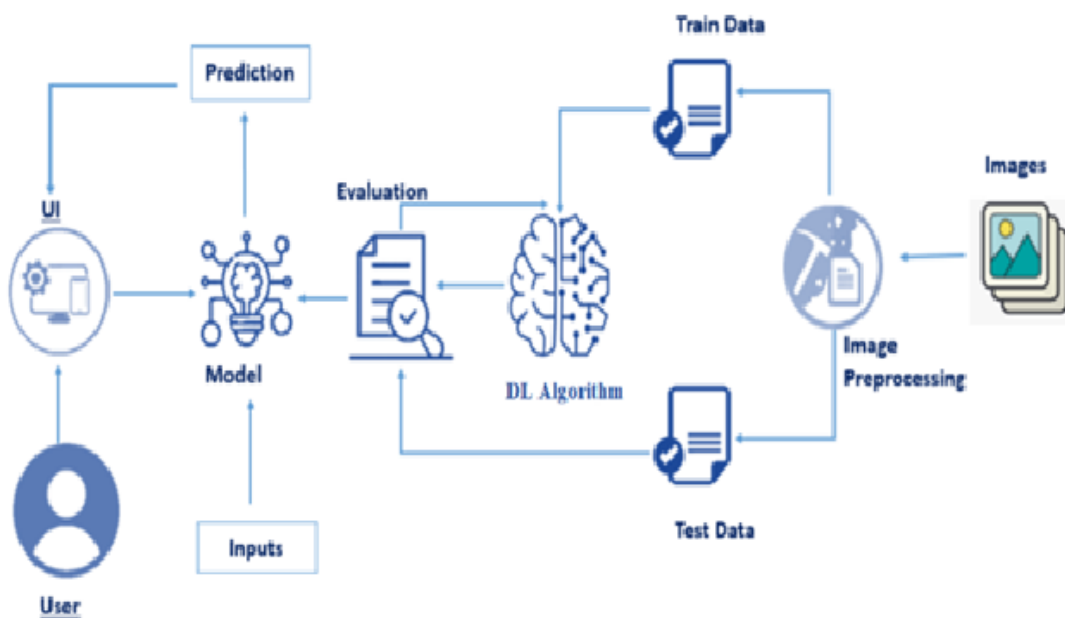 Train Data
Prediction
Images
Evaluation
UI
Image
Preprocessing
Model
DL Algorithm
Test Data
Inputs
User